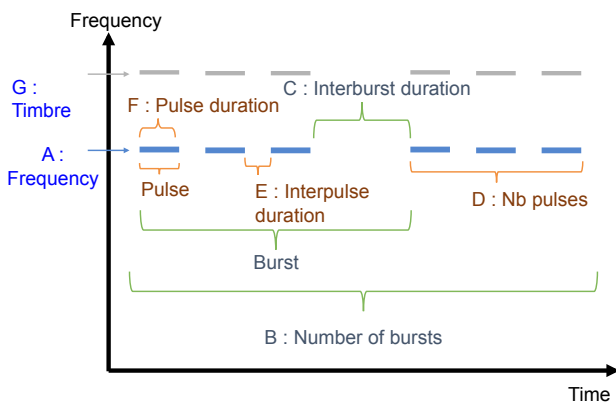 Frequency
G :
Timbre
C : Interburst duration
F : Pulse duration
A :
Frequency
Pulse
E : Interpulse
duration
D : Nb pulses
Burst
B : Number of bursts
Time